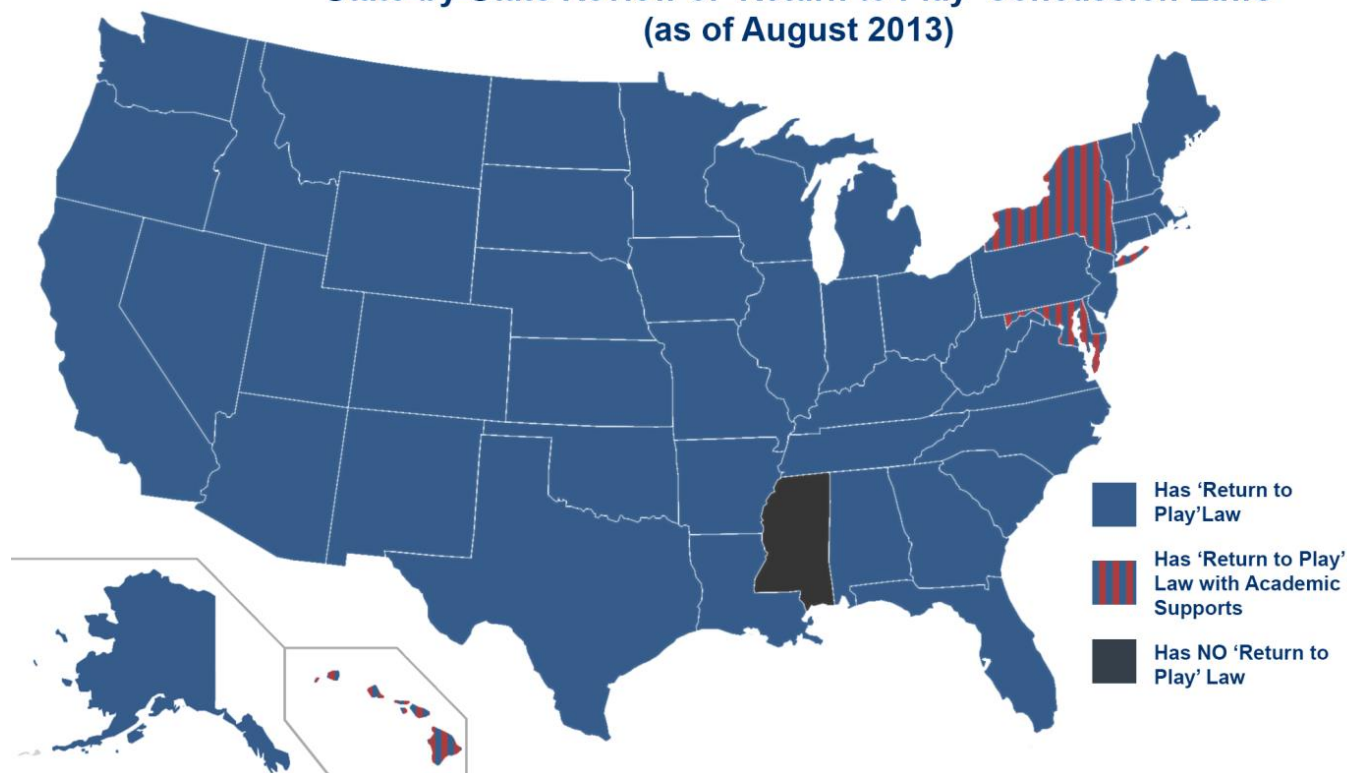 (as of August 2013)
Has ‘Return to
Play’Law
Has ‘Return to Play’
Law with Academic
Supports
Has NO ‘Return to
Play’ Law